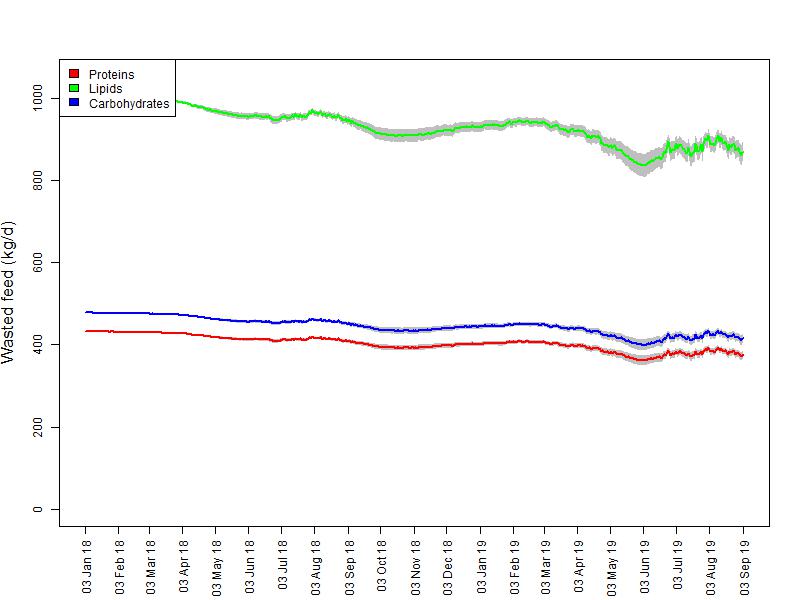 Proteins
Lipids
Carbohydrates
Wasted feed (kg/d)
1000
800
600
400
200
0
03 Jan 18
03 Feb 18
03 Mar 18
03 Apr 18
03 May 18
03 Jun 18
03 Jul 18
03 Aug 18
03 Sep 18
03 Oct 18
03 Nov 18
03 Dec 18
03 Jan 19
03 Feb 19
03 Mar 19
03 Apr 19
03 May 19
03 Jun 19
03 Jul 19
03 Aug 19
03 Sep 19